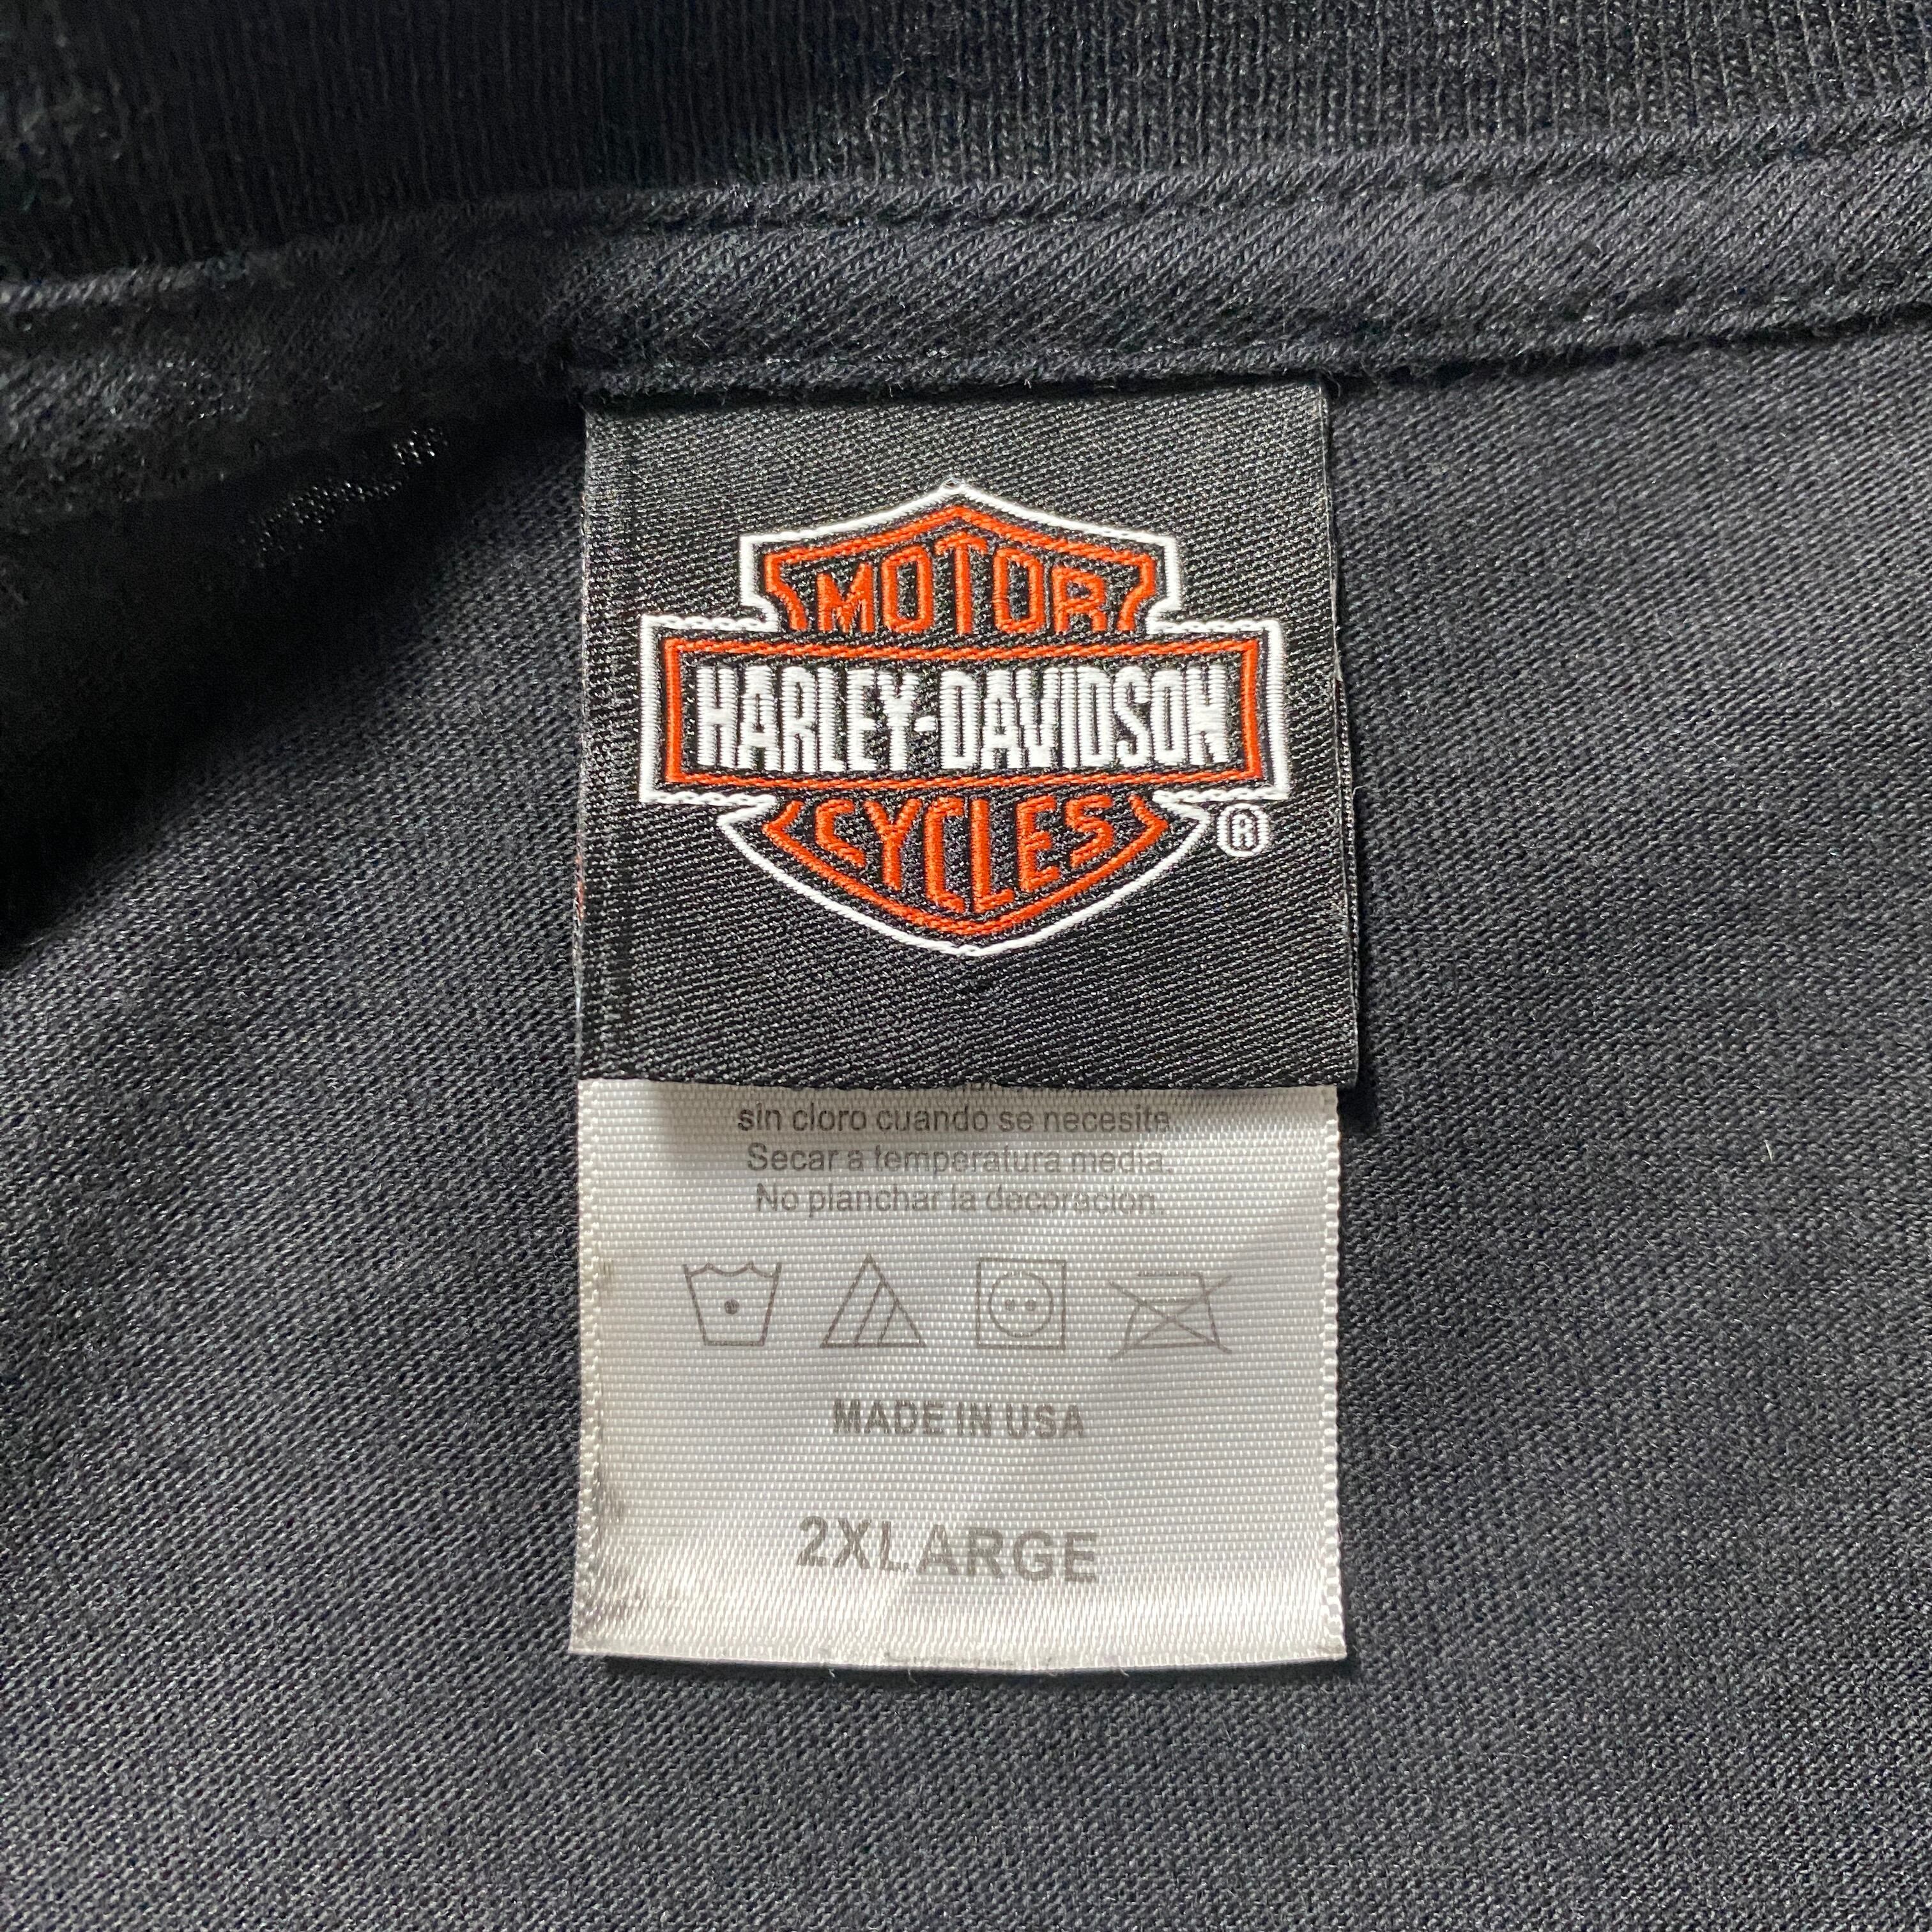 MOTOR
HARLEY-DAVIDSON
CYCLES
®
sin cloro cuando se necesite.
Secar a temperatura media.
No planchar la decoracion.
MADE IN USA
2XLARGE